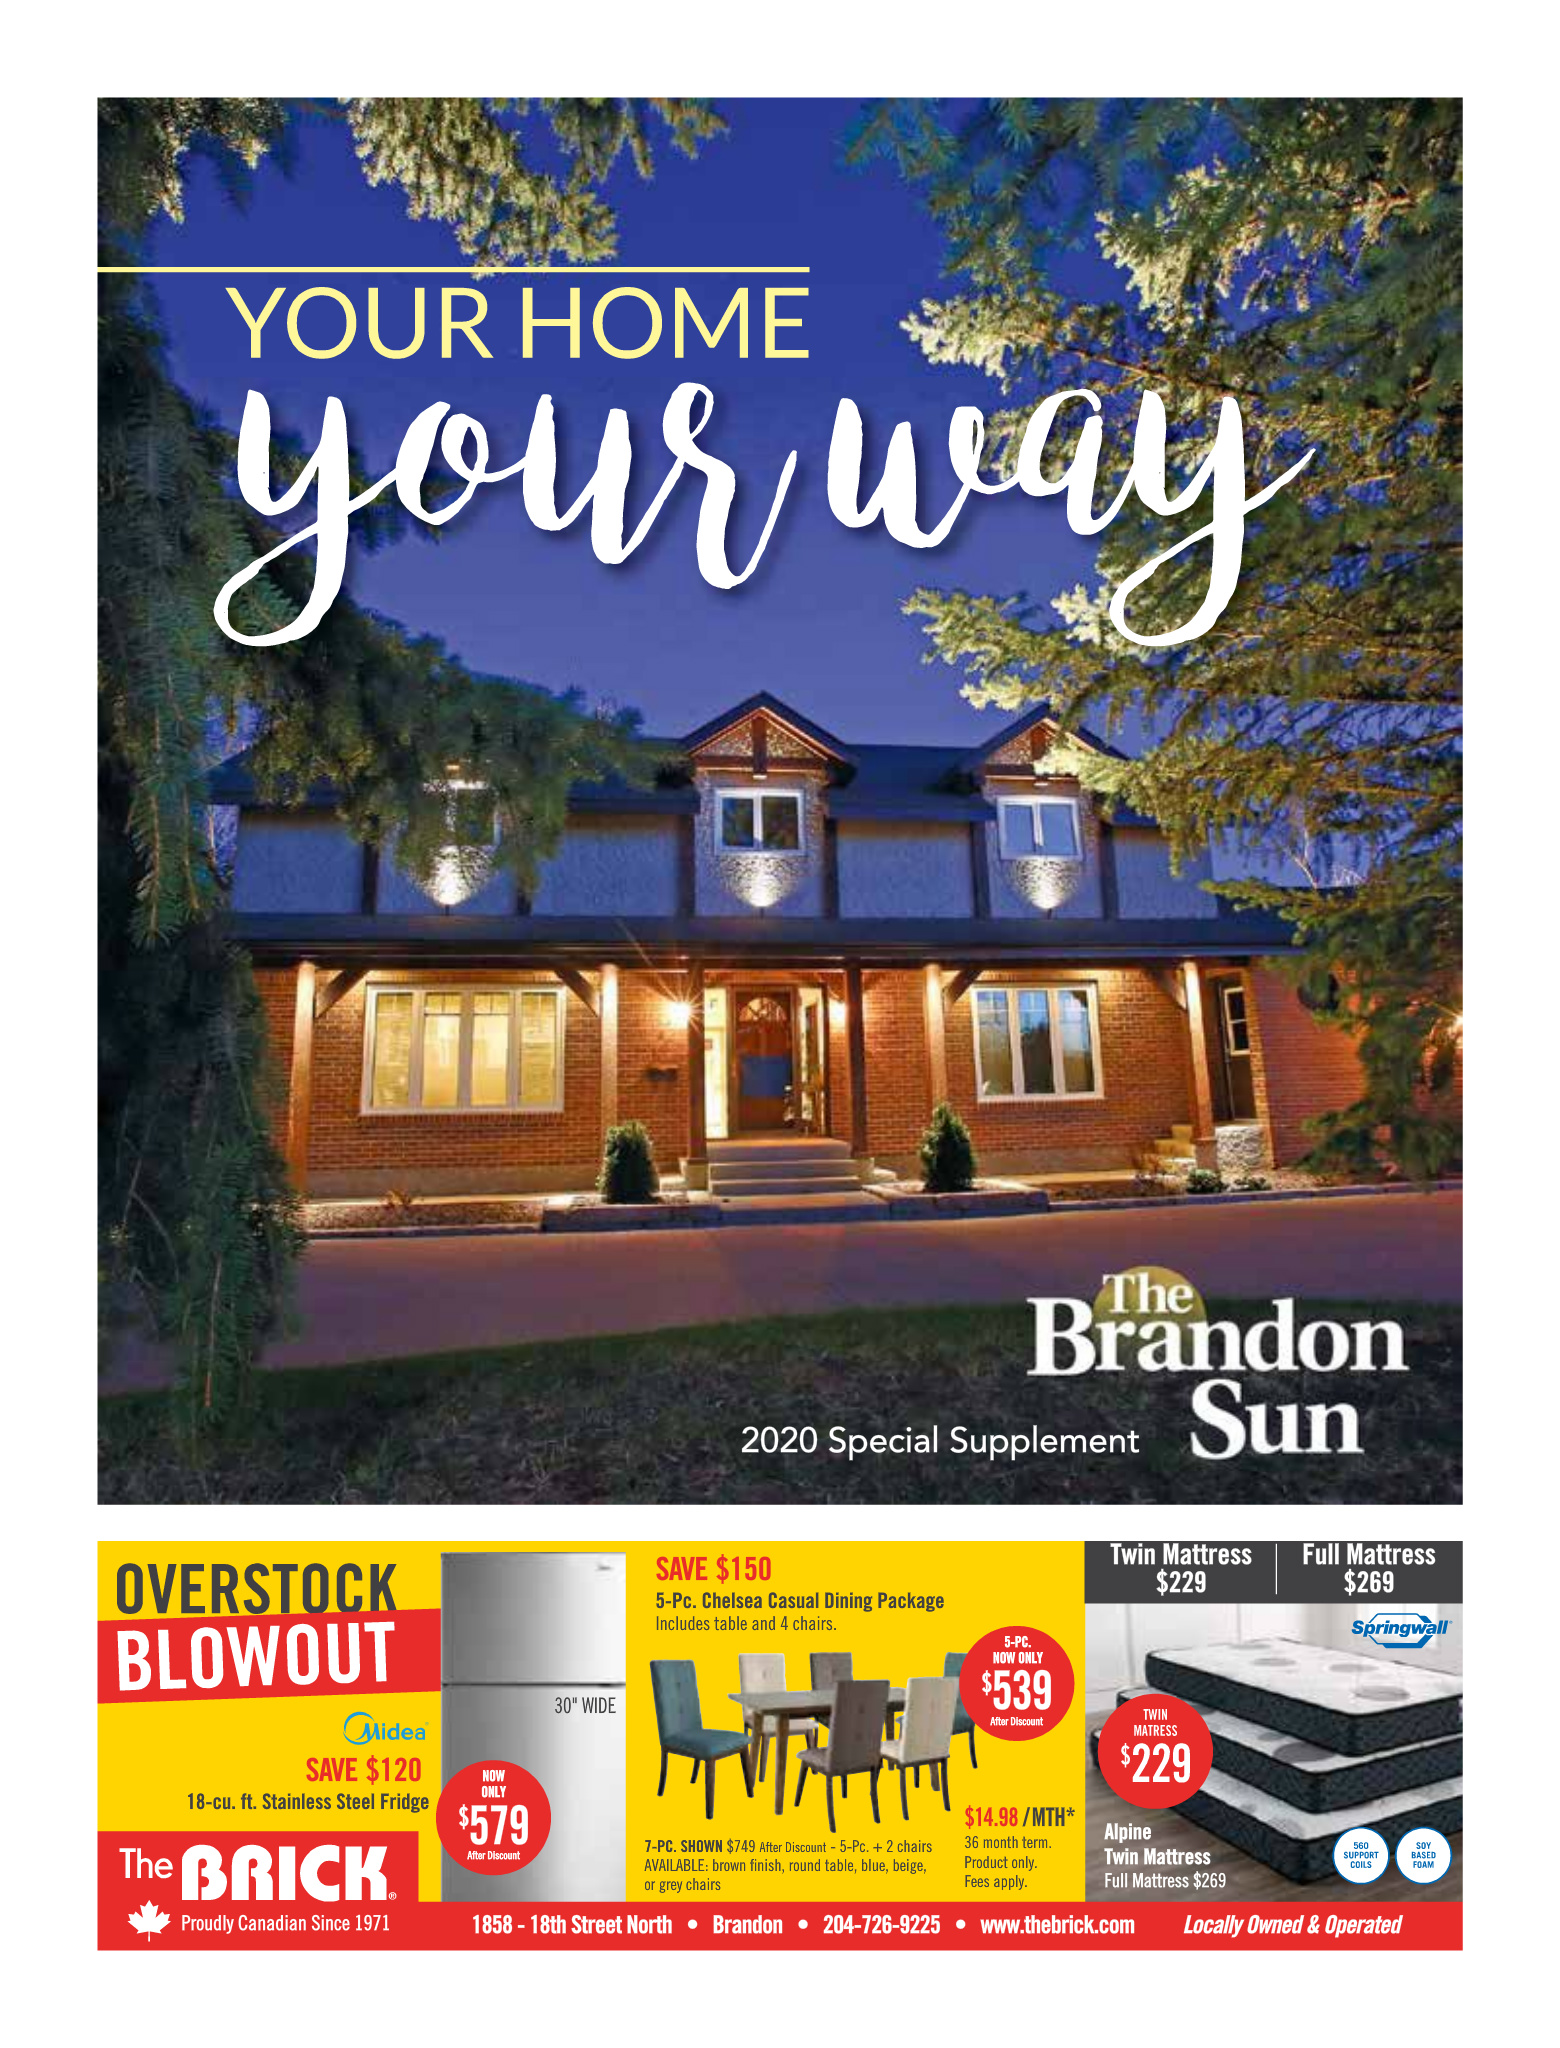 YOUR HOME
your way
The
Brandon
Sun
2020 Special Supplement
OVERSTOCK
BLOWOUT
Midea
SAVE $120
18-cu. ft. Stainless Steel Fridge
30" WIDE
NOW
ONLY
$579
After Discount
SAVE $150
5-Pc. Chelsea Casual Dining Package
Includes table and 4 chairs.
5-PC.
NOW ONLY
$539
After Discount
$14.98 /MTH*
36 month term.
Product only.
Fees apply.
7-PC. SHOWN $749 After Discount - 5-Pc. + 2 chairs
AVAILABLE: brown finish, round table, blue, beige,
or grey chairs
Twin Mattress
$229
Full Mattress
$269
Springwall
TWIN
MATRESS
$229
Alpine
Twin Mattress
Full Mattress $269
560
SUPPORT
COILS
SOY
BASED
FOAM
The BRICK®
Proudly Canadian Since 1971
1858 - 18th Street North • Brandon • 204-726-9225 • www.thebrick.com
Locally Owned & Operated